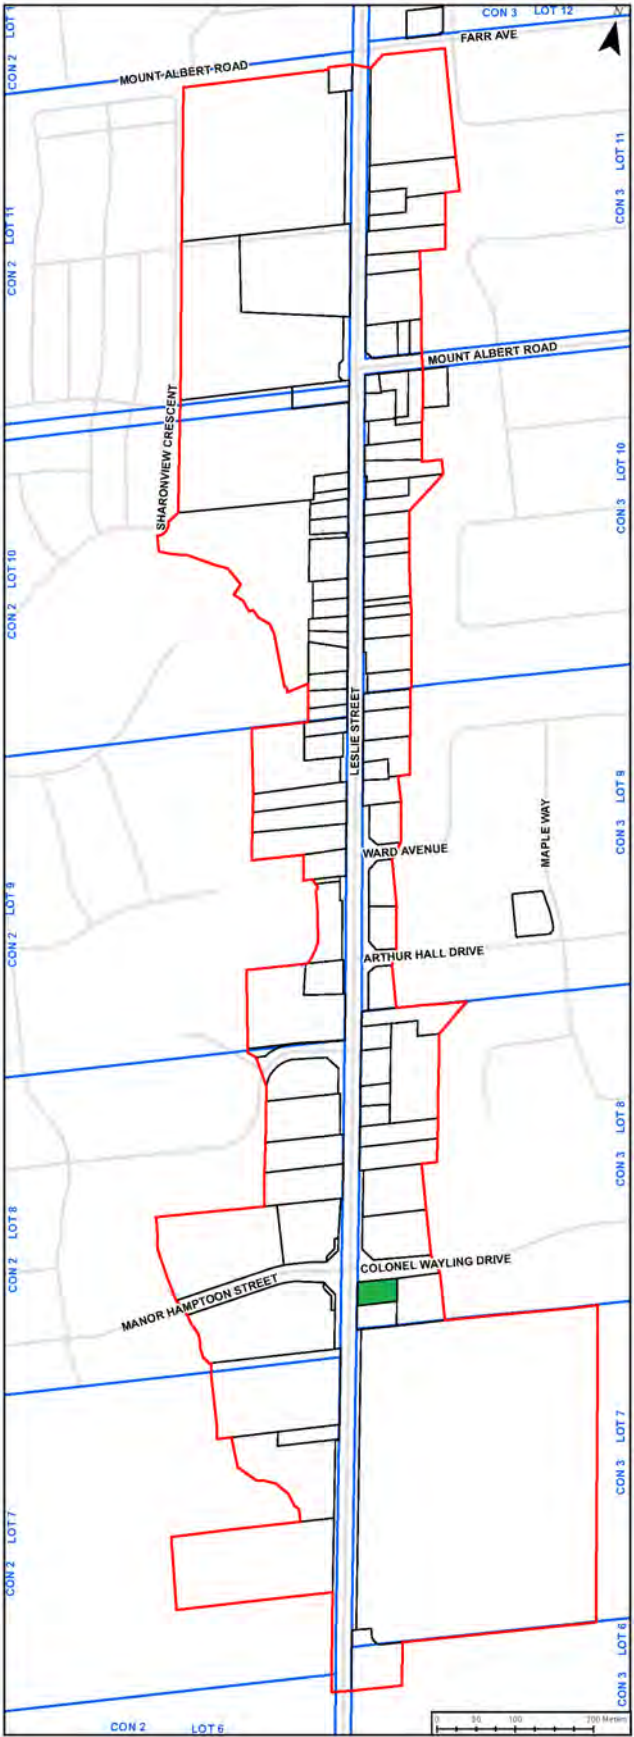 CON 3 LOT 12
N
FARR AVE
MOUNT ALBERT ROAD
CON 2 LOT 1
CON 3 LOT 11
CON 2 LOT 11
MOUNT ALBERT ROAD
SHARONVIEW CRESCENT
CON 3 LOT 10
CON 2 LOT 10
LESLIE STREET
CON 3 LOT 9
MAPLE WAY
WARD AVENUE
CON 2 LOT 9
ARTHUR HALL DRIVE
CON 3 LOT 8
CON 2 LOT 8
COLONEL WAYLING DRIVE
MANOR HAMPTOON STREET
CON 3 LOT 7
CON 2 LOT 7
CON 3 LOT 6
CON 2 LOT 6
0 50 100 200 Meters